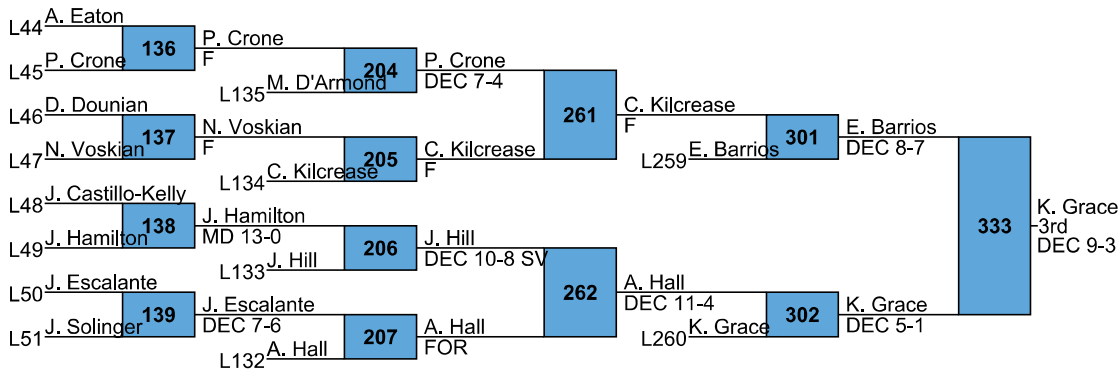 L44 A. Eaton
136
P. Crone
F
L45 P. Crone
204
P. Crone
DEC 7-4
L135 M. D'Armond
L46 D. Dounian
137
N. Voskian
F
L47 N. Voskian
205
C. Kilcrease
F
L134 C. Kilcrease
261
C. Kilcrease
F
L48 J. Castillo-Kelly
138
J. Hamilton
MD 13-0
L49 J. Hamilton
206
J. Hill
DEC 10-8 SV
L133 J. Hill
L50 J. Escalante
139
J. Escalante
DEC 7-6
L51 J. Solinger
207
A. Hall
FOR
L132 A. Hall
262
A. Hall
DEC 11-4
301
E. Barrios
DEC 8-7
L259 E. Barrios
302
K. Grace
DEC 5-1
L260 K. Grace
333
K. Grace
3rd
DEC 9-3